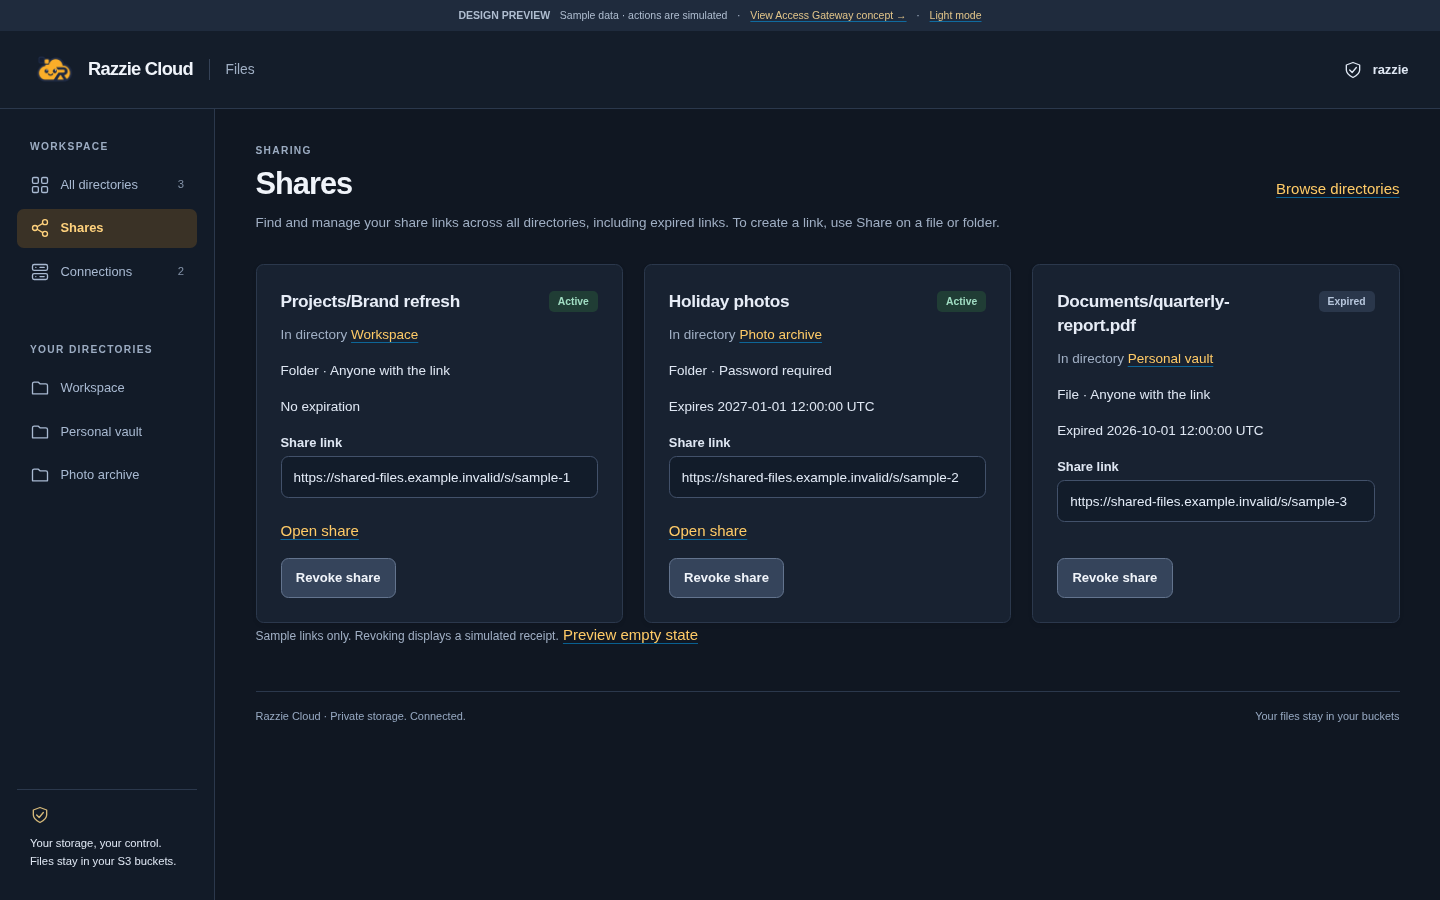 DESIGN PREVIEW Sample data · actions are simulated · View Access Gateway concept → · Light mode
Razzie Cloud Files razzie
WORKSPACE
All directories 3
Shares
Connections 2
YOUR DIRECTORIES
Workspace
Personal vault
Photo archive
Your storage, your control.
Files stay in your S3 buckets.
SHARING
Shares
Browse directories
Find and manage your share links across all directories, including expired links. To create a link, use Share on a file or folder.
Projects/Brand refresh Active
In directory Workspace
Folder · Anyone with the link
No expiration
Share link
https://shared-files.example.invalid/s/sample-1
Open share
Revoke share
Holiday photos Active
In directory Photo archive
Folder · Password required
Expires 2027-01-01 12:00:00 UTC
Share link
https://shared-files.example.invalid/s/sample-2
Open share
Revoke share
Documents/quarterly- Expired
report.pdf
In directory Personal vault
File · Anyone with the link
Expired 2026-10-01 12:00:00 UTC
Share link
https://shared-files.example.invalid/s/sample-3
Revoke share
Sample links only. Revoking displays a simulated receipt. Preview empty state
Razzie Cloud · Private storage. Connected. Your files stay in your buckets